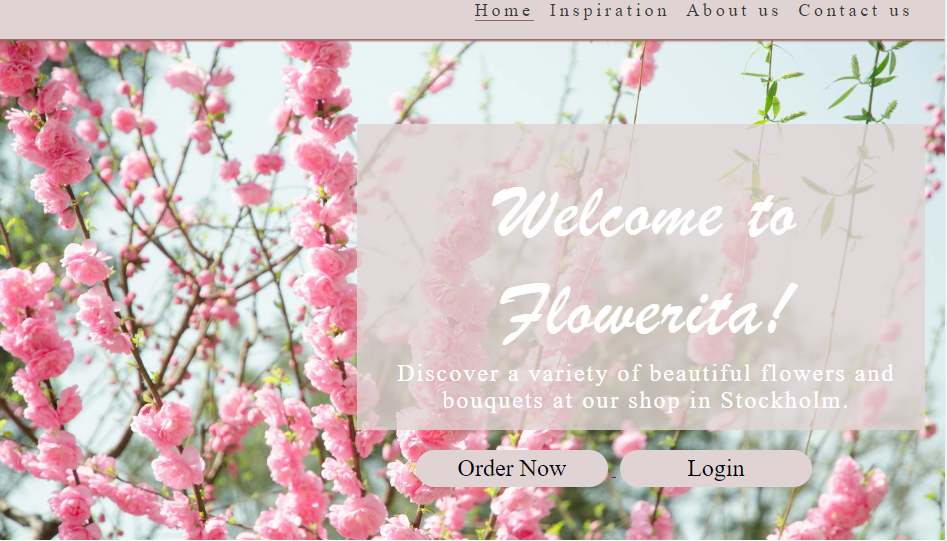 Home Inspiration About us Contact us
Welcome to
Flowerita!
Discover a variety of beautiful flowers and
bouquets at our shop in Stockholm.
Order Now Login